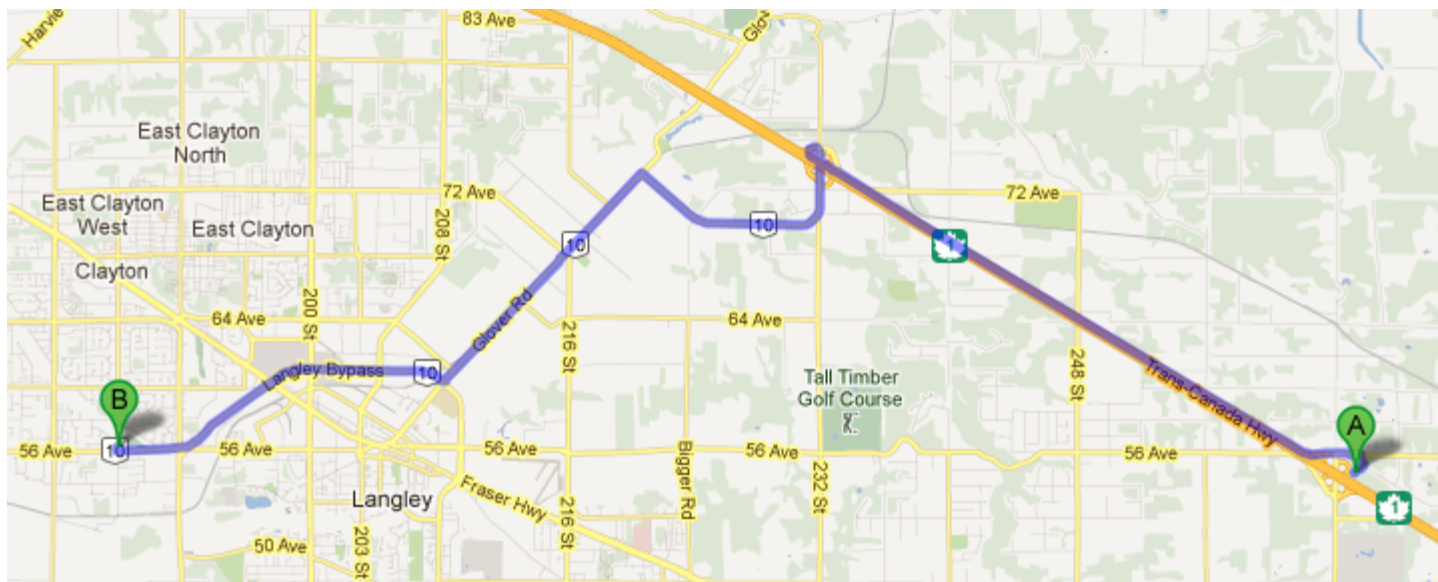 83 Ave
Glov
Harvie
East Clayton
North
72 Ave
72 Ave
East Clayton
West
East Clayton
208 St
10
10
1
Clayton
200 St
64 Ave
Glover Rd
216 St
64 Ave
248 St
Langley Bypass
10
Trans-Canada Hwy
Tall Timber
Golf Course
B
A
56 Ave
10
56 Ave
56 Ave
56 Ave
56 Ave
Bigger Rd
232 St
Langley
Fraser Hwy
216 St
1
203 St
50 Ave